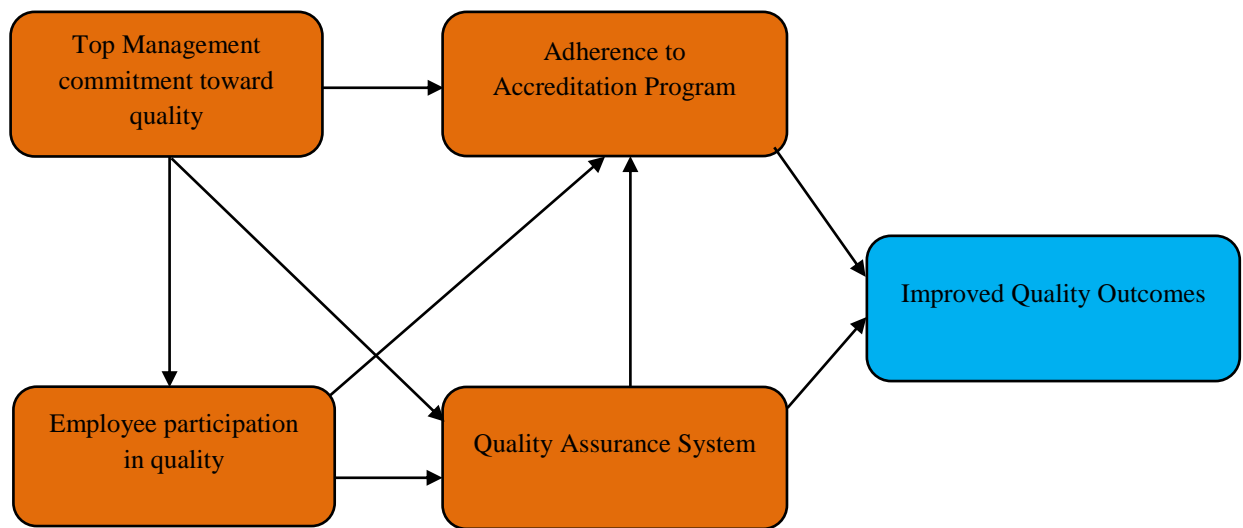 Top Management
commitment toward
quality
Adherence to
Accreditation Program
Improved Quality Outcomes
Employee participation
in quality
Quality Assurance System